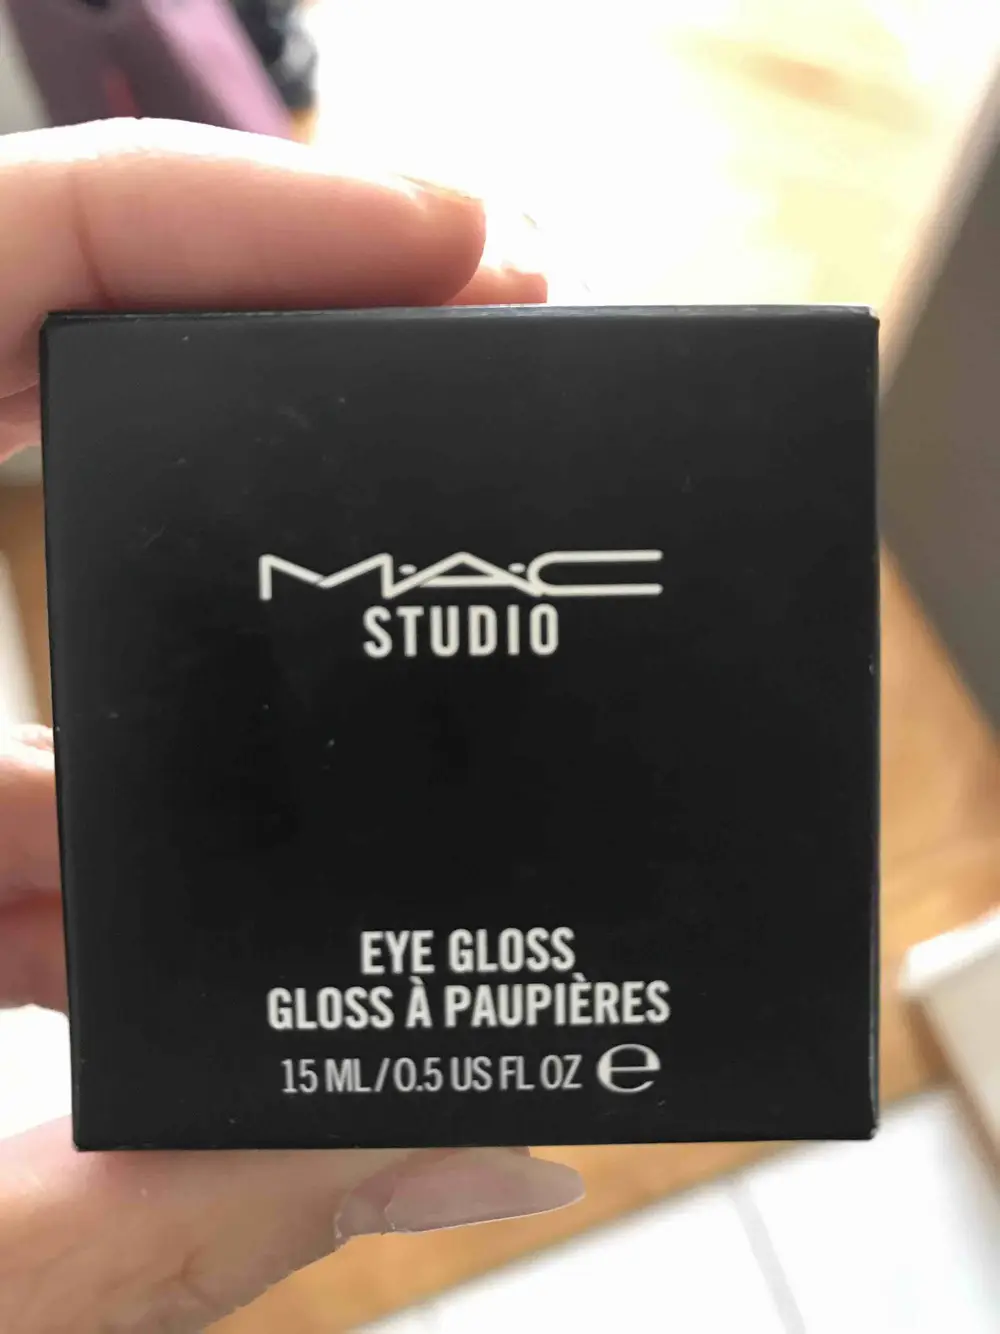 M·A·C
STUDIO
EYE GLOSS
GLOSS À PAUPIÈRES
15 ML/0.5 US FL OZ ℮